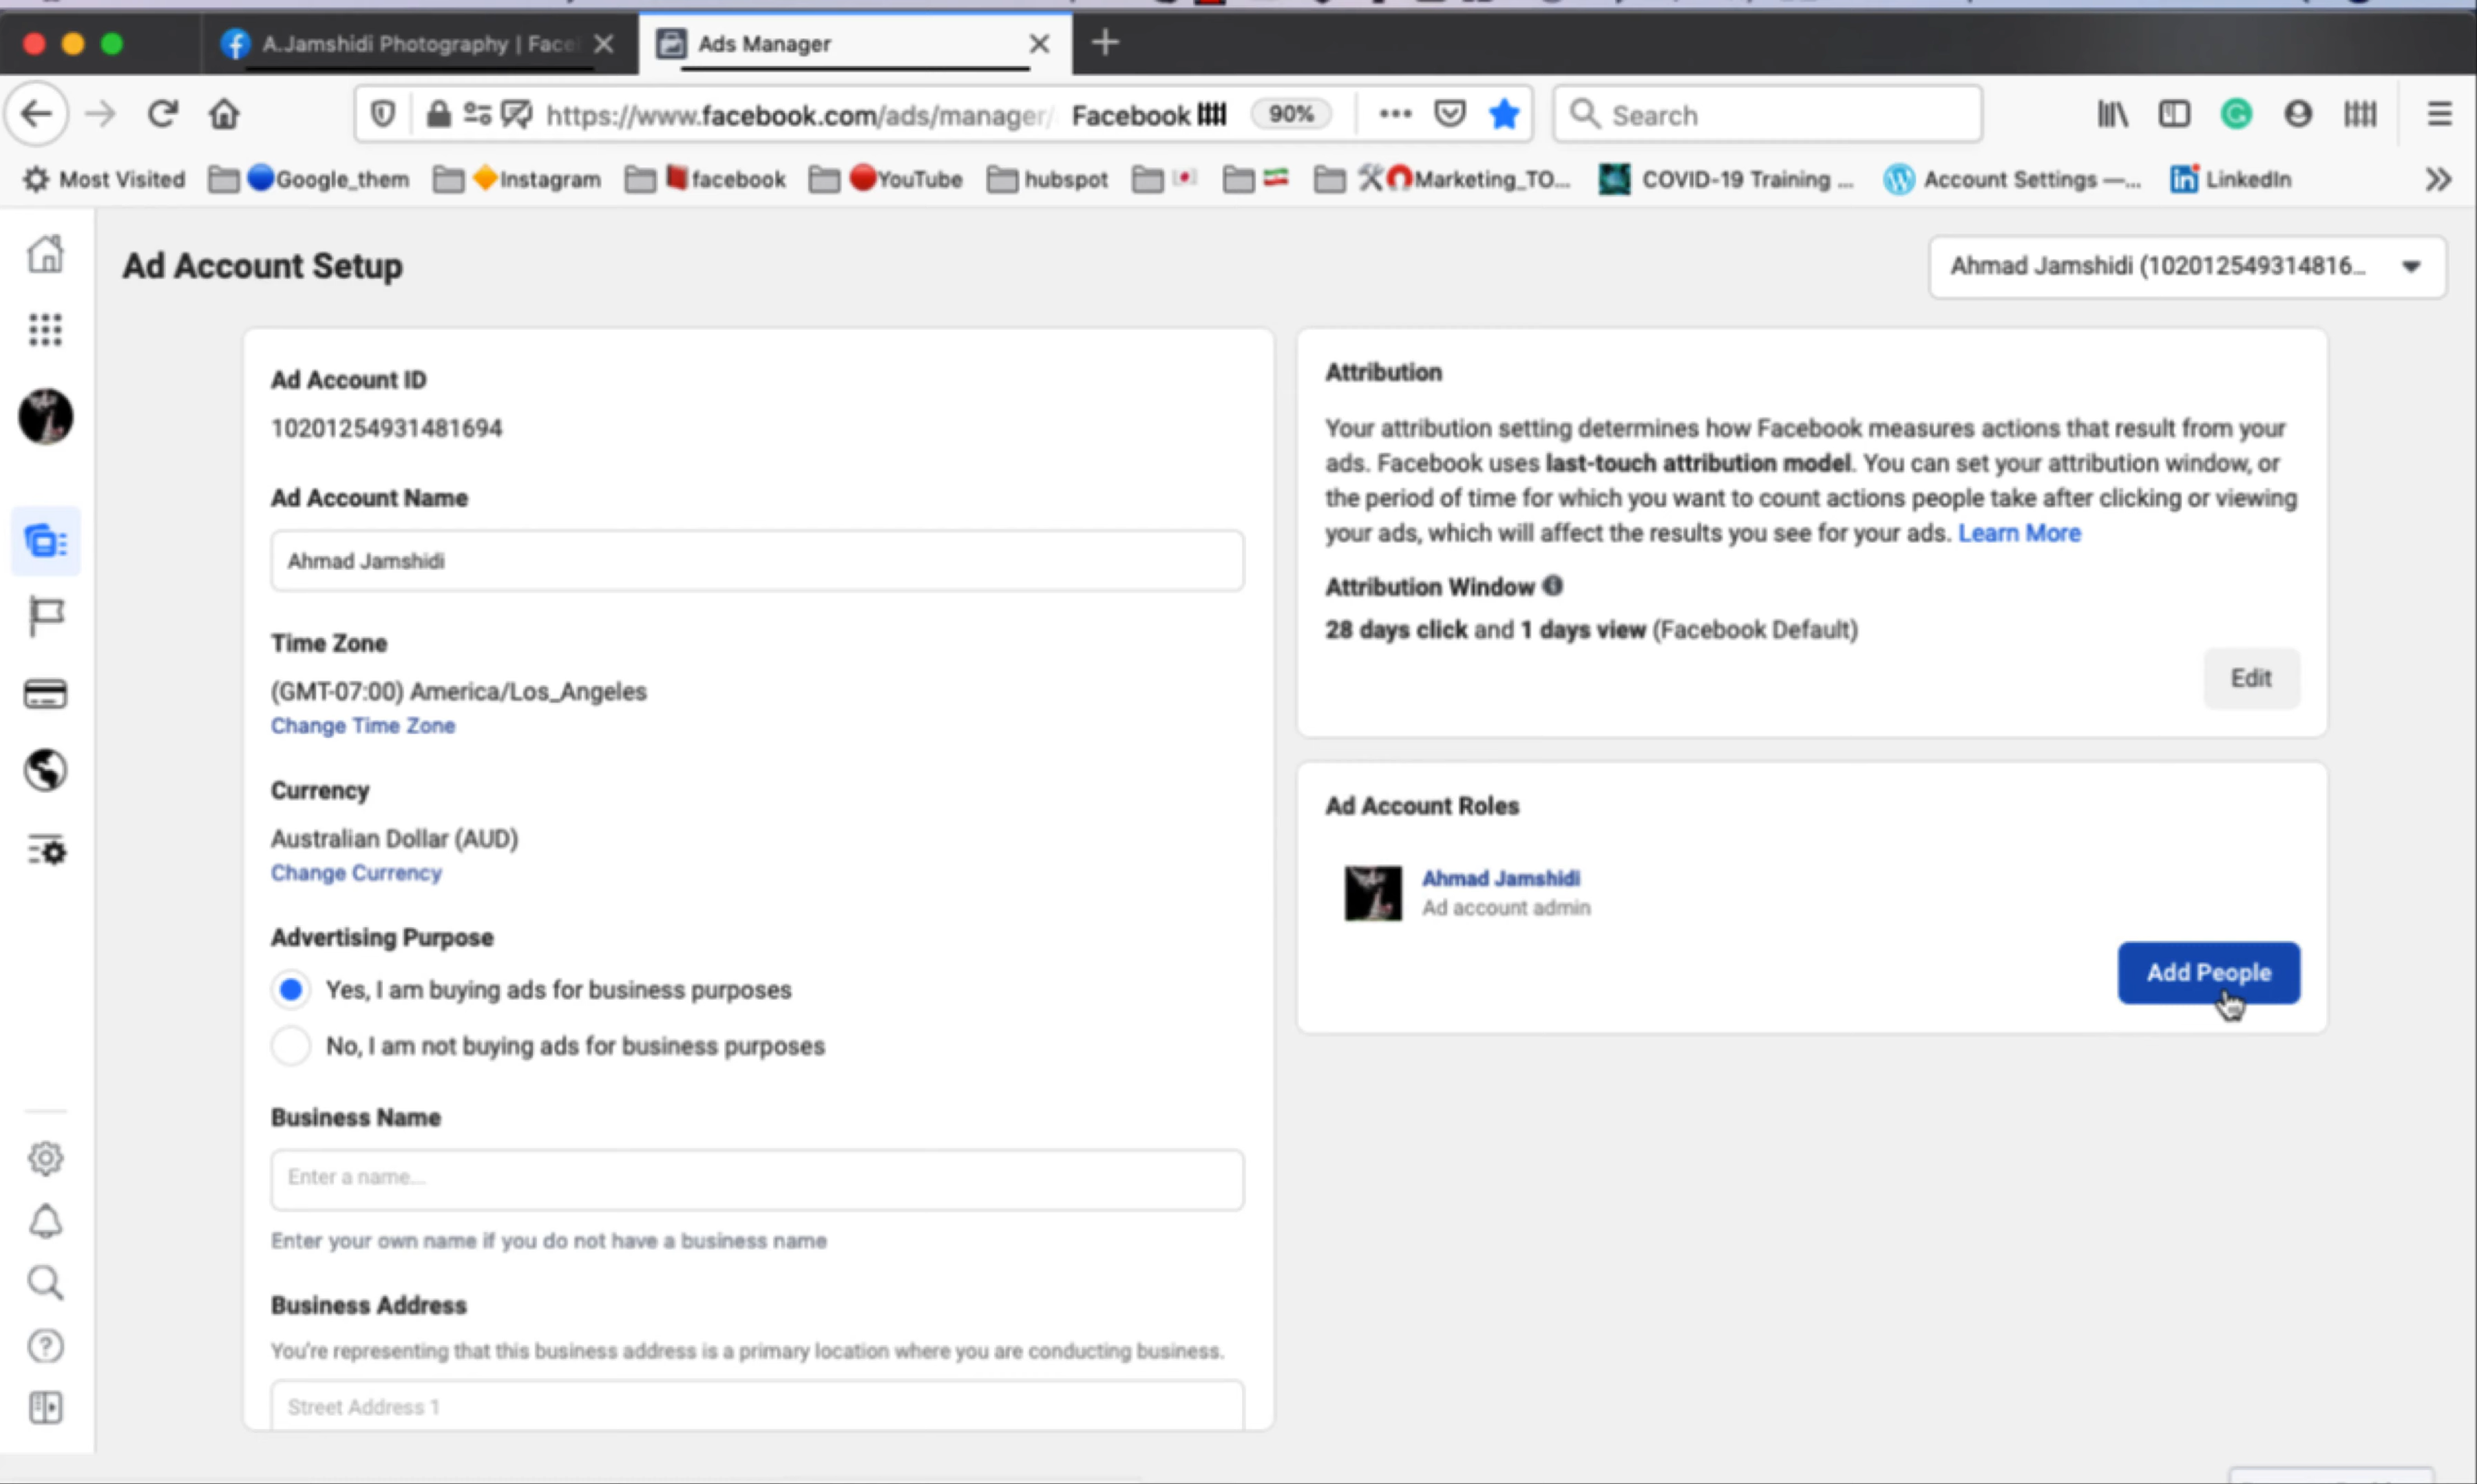 A.Jamshidi Photography | Face
Ads Manager
https://www.facebook.com/ads/manager/
Facebook
90%
Search
Most Visited
Google_them
Instagram
facebook
YouTube
hubspot
Marketing_TO...
COVID-19 Training ...
Account Settings —...
LinkedIn
Ad Account Setup
Ahmad Jamshidi (102012549314816...
Ad Account ID
10201254931481694
Ad Account Name
Ahmad Jamshidi
Time Zone
(GMT-07:00) America/Los_Angeles
Change Time Zone
Currency
Australian Dollar (AUD)
Change Currency
Advertising Purpose
Yes, I am buying ads for business purposes
No, I am not buying ads for business purposes
Business Name
Enter a name...
Enter your own name if you do not have a business name
Business Address
You're representing that this business address is a primary location where you are conducting business.
Street Address 1
Attribution
Your attribution setting determines how Facebook measures actions that result from your
ads. Facebook uses last-touch attribution model. You can set your attribution window, or
the period of time for which you want to count actions people take after clicking or viewing
your ads, which will affect the results you see for your ads. Learn More
Attribution Window
28 days click and 1 days view (Facebook Default)
Edit
Ad Account Roles
Ahmad Jamshidi
Ad account admin
Add People